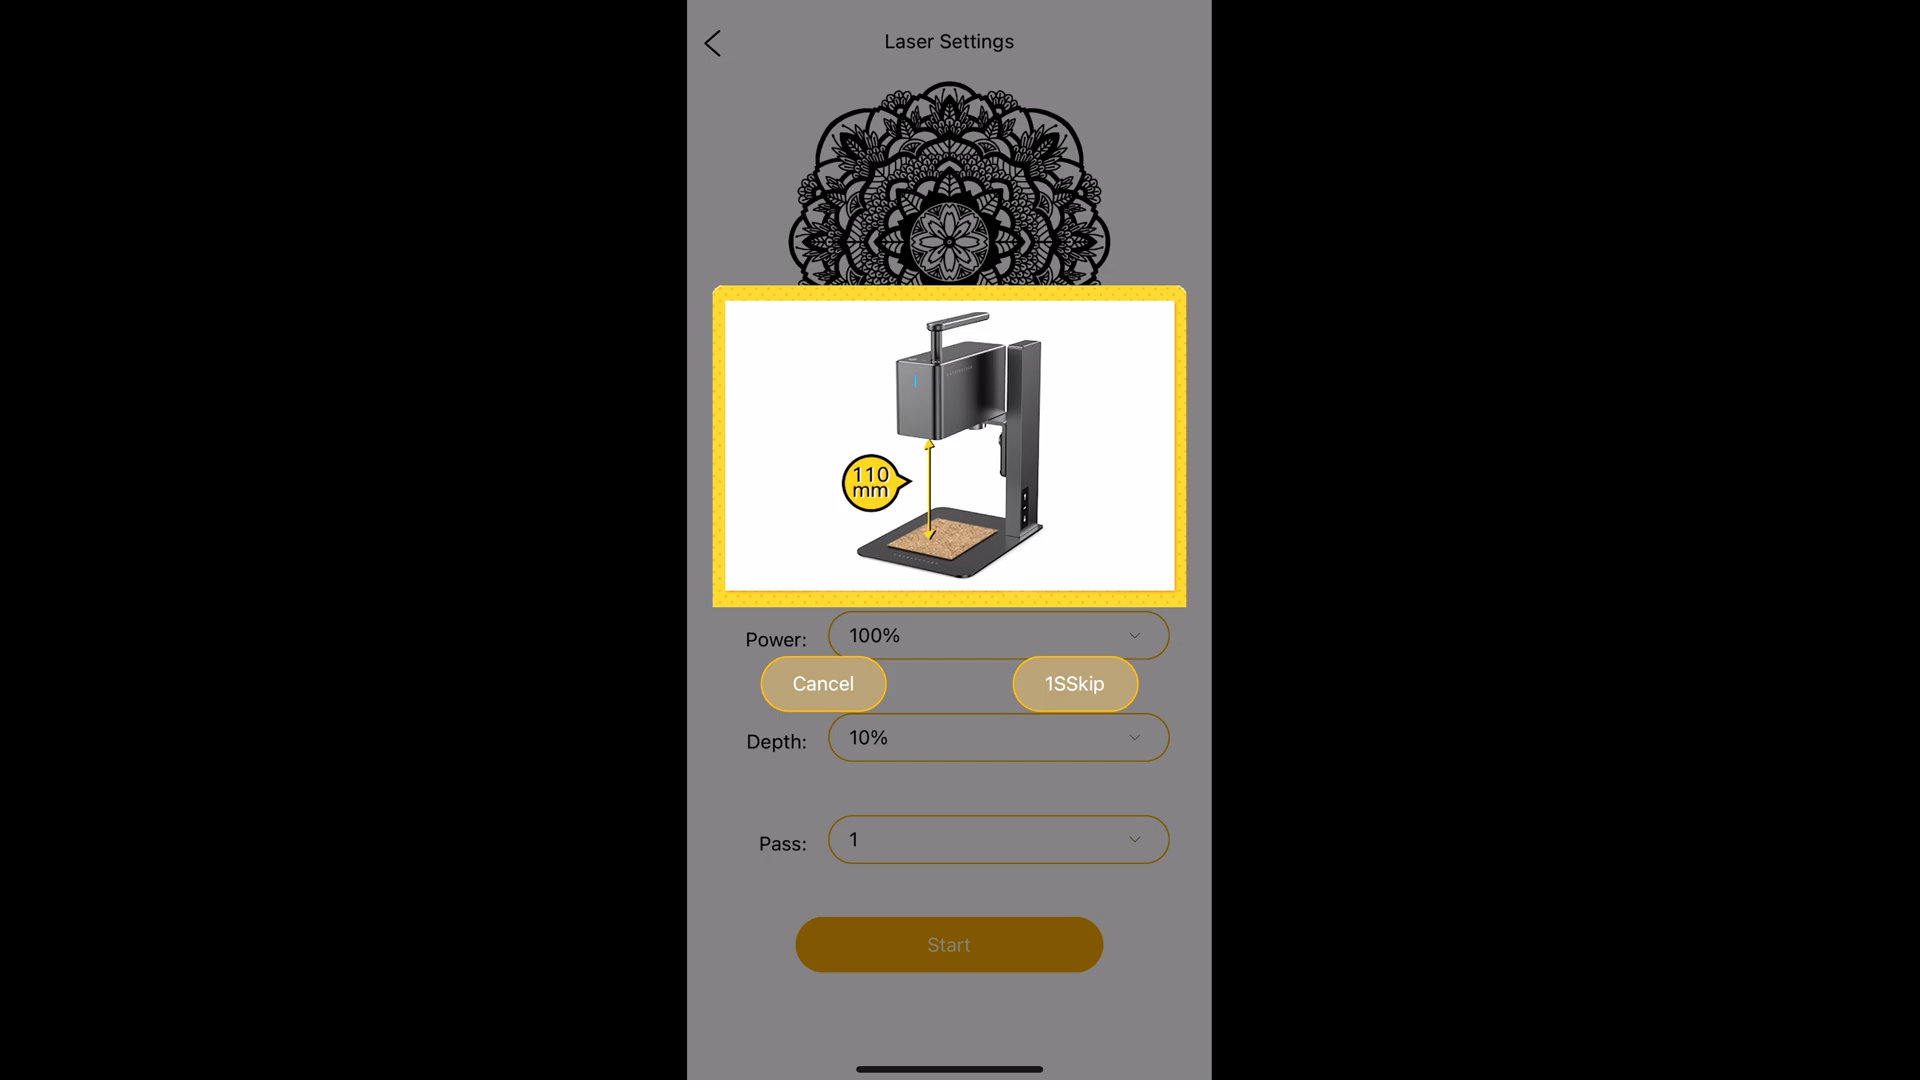 Laser Settings
110
mm
Power:
100%
Cancel
1SSkip
Depth:
10%
Pass:
1
Start